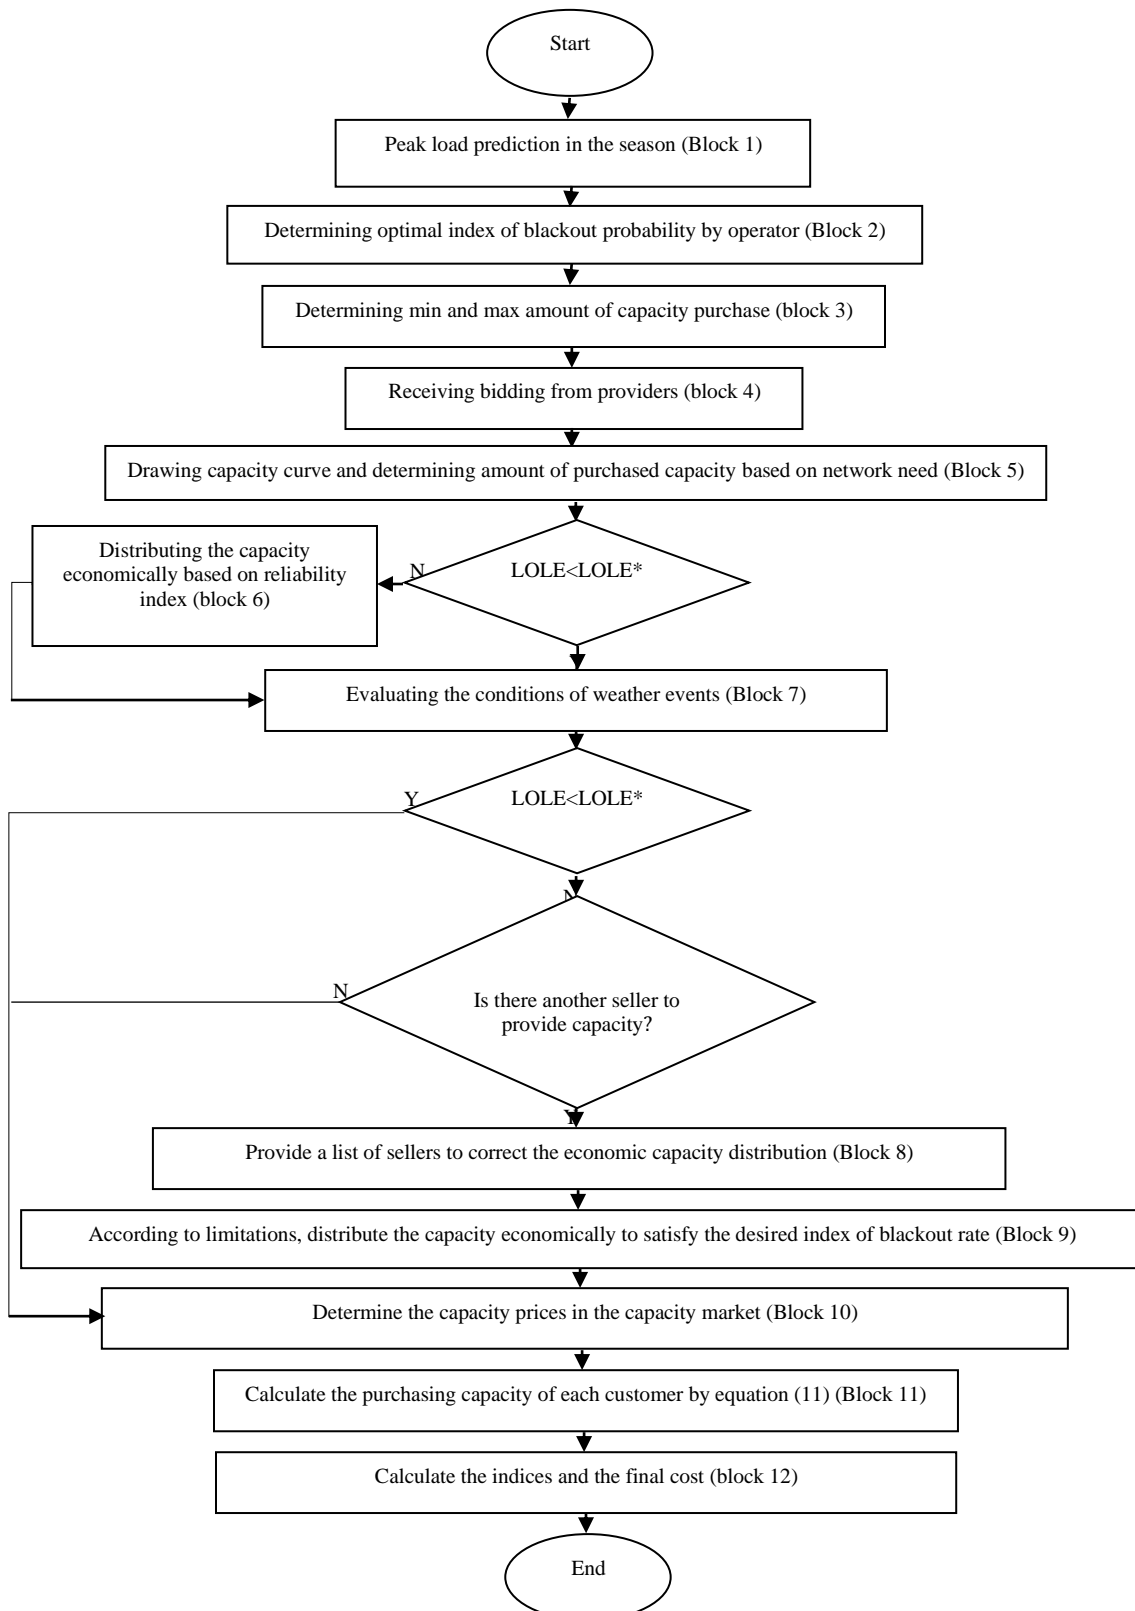 Start
Peak load prediction in the season (Block 1)
Determining optimal index of blackout probability by operator (Block 2)
Determining min and max amount of capacity purchase (block 3)
Receiving bidding from providers (block 4)
Drawing capacity curve and determining amount of purchased capacity based on network need (Block 5)
Distributing the capacity
economically based on reliability
index (block 6)
N
LOLE<LOLE*
Evaluating the conditions of weather events (Block 7)
Y
LOLE<LOLE*
N
N
Is there another seller to
provide capacity?
Y
Provide a list of sellers to correct the economic capacity distribution (Block 8)
According to limitations, distribute the capacity economically to satisfy the desired index of blackout rate (Block 9)
Determine the capacity prices in the capacity market (Block 10)
Calculate the purchasing capacity of each customer by equation (11) (Block 11)
Calculate the indices and the final cost (block 12)
End